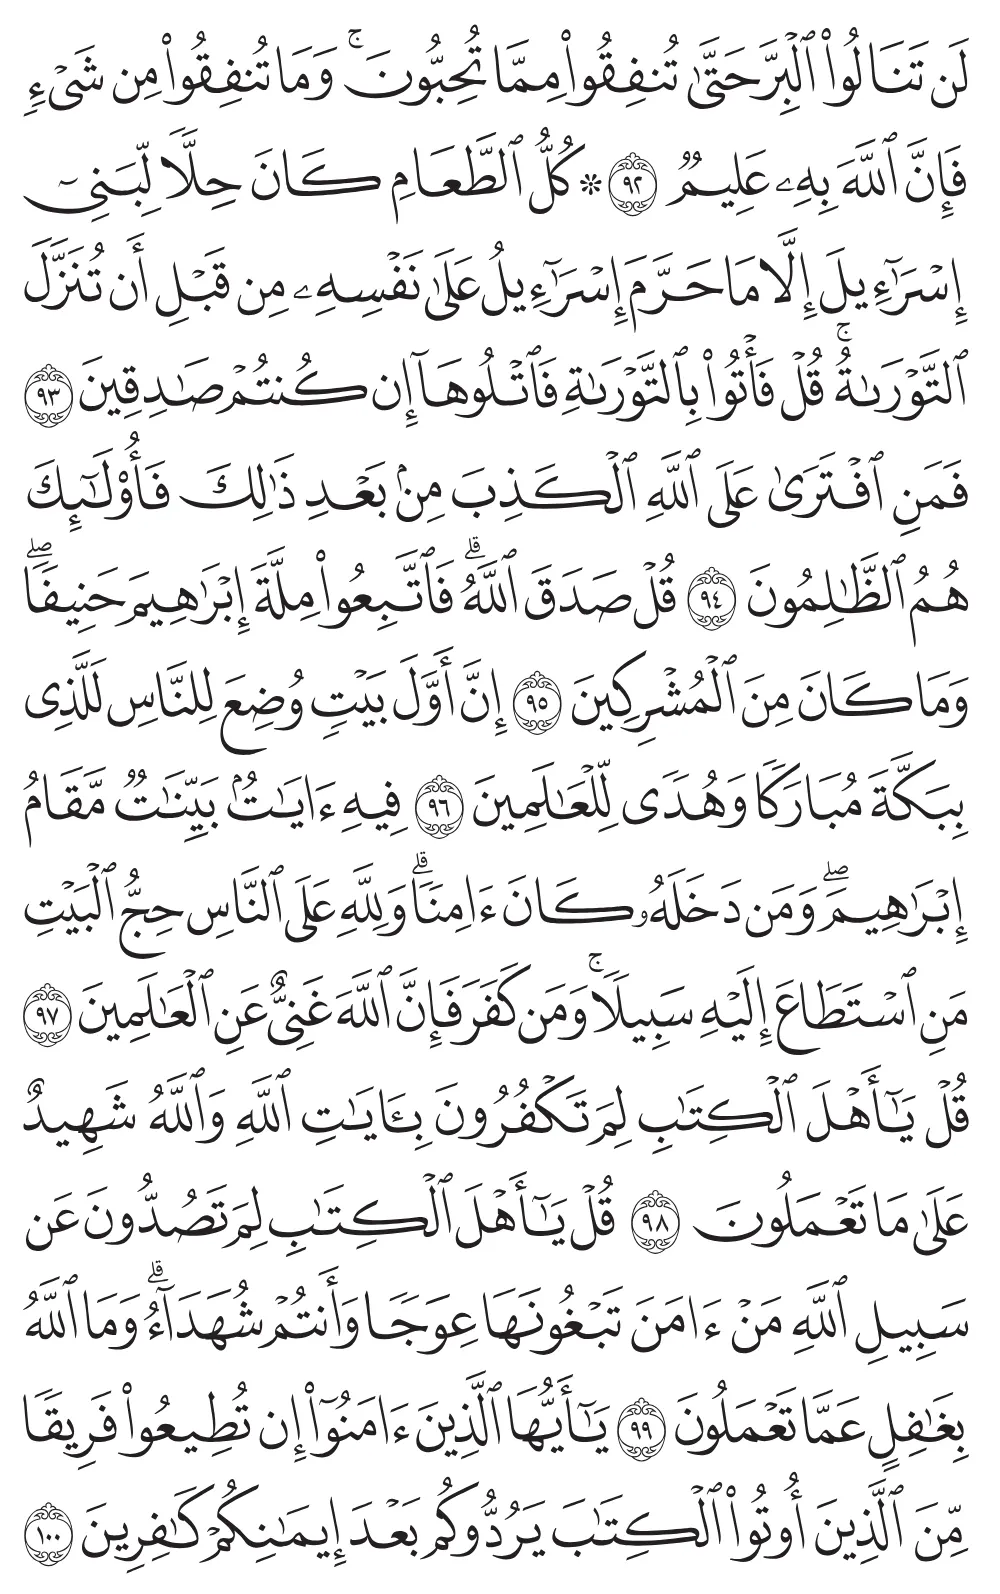 لَن تَنَالُوا۟ ٱلْبِرَّ حَتَّىٰ تُنفِقُوا۟ مِمَّا تُحِبُّونَ ۚ وَمَا تُنفِقُوا۟ مِن شَىْءٍۢ
فَإِنَّ ٱللَّهَ بِهِۦ عَلِيمٌۭ ٩٢ ۞ كُلُّ ٱلطَّعَامِ كَانَ حِلًّۭا لِّبَنِىٓ
إِسْرَٰٓءِيلَ إِلَّا مَا حَرَّمَ إِسْرَٰٓءِيلُ عَلَىٰ نَفْسِهِۦ مِن قَبْلِ أَن تُنَزَّلَ
ٱلتَّوْرَىٰةُ ۗ قُلْ فَأْتُوا۟ بِٱلتَّوْرَىٰةِ فَٱتْلُوهَآ إِن كُنتُمْ صَٰدِقِينَ ٩٣
فَمَنِ ٱفْتَرَىٰ عَلَى ٱللَّهِ ٱلْكَذِبَ مِنۢ بَعْدِ ذَٰلِكَ فَأُو۟لَٰٓئِكَ
هُمُ ٱلظَّٰلِمُونَ ٩٤ قُلْ صَدَقَ ٱللَّهُ ۗ فَٱتَّبِعُوا۟ مِلَّةَ إِبْرَٰهِيمَ حَنِيفًۭا ۖ
وَمَا كَانَ مِنَ ٱلْمُشْرِكِينَ ٩٥ إِنَّ أَوَّلَ بَيْتٍۢ وُضِعَ لِلنَّاسِ لَلَّذِى
بِبَكَّةَ مُبَارَكًۭا وَهُدًۭى لِّلْعَٰلَمِينَ ٩٦ فِيهِ ءَايَٰتٌۢ بَيِّنَٰتٌۭ مَّقَامُ
إِبْرَٰهِيمَ ۖ وَمَن دَخَلَهُۥ كَانَ ءَامِنًۭا ۗ وَلِلَّهِ عَلَى ٱلنَّاسِ حِجُّ ٱلْبَيْتِ
مَنِ ٱسْتَطَاعَ إِلَيْهِ سَبِيلًۭا ۚ وَمَن كَفَرَ فَإِنَّ ٱللَّهَ غَنِىٌّ عَنِ ٱلْعَٰلَمِينَ ٩٧
قُلْ يَٰٓأَهْلَ ٱلْكِتَٰبِ لِمَ تَكْفُرُونَ بِـَٔايَٰتِ ٱللَّهِ وَٱللَّهُ شَهِيدٌ
عَلَىٰ مَا تَعْمَلُونَ ٩٨ قُلْ يَٰٓأَهْلَ ٱلْكِتَٰبِ لِمَ تَصُدُّونَ عَن
سَبِيلِ ٱللَّهِ مَنْ ءَامَنَ تَبْغُونَهَا عِوَجًۭا وَأَنتُمْ شُهَدَآءُ ۗ وَمَا ٱللَّهُ
بِغَٰفِلٍ عَمَّا تَعْمَلُونَ ٩٩ يَٰٓأَيُّهَا ٱلَّذِينَ ءَامَنُوٓا۟ إِن تُطِيعُوا۟ فَرِيقًۭا
مِّنَ ٱلَّذِينَ أُوتُوا۟ ٱلْكِتَٰبَ يَرُدُّوكُم بَعْدَ إِيمَٰنِكُمْ كَٰفِرِينَ ١٠٠